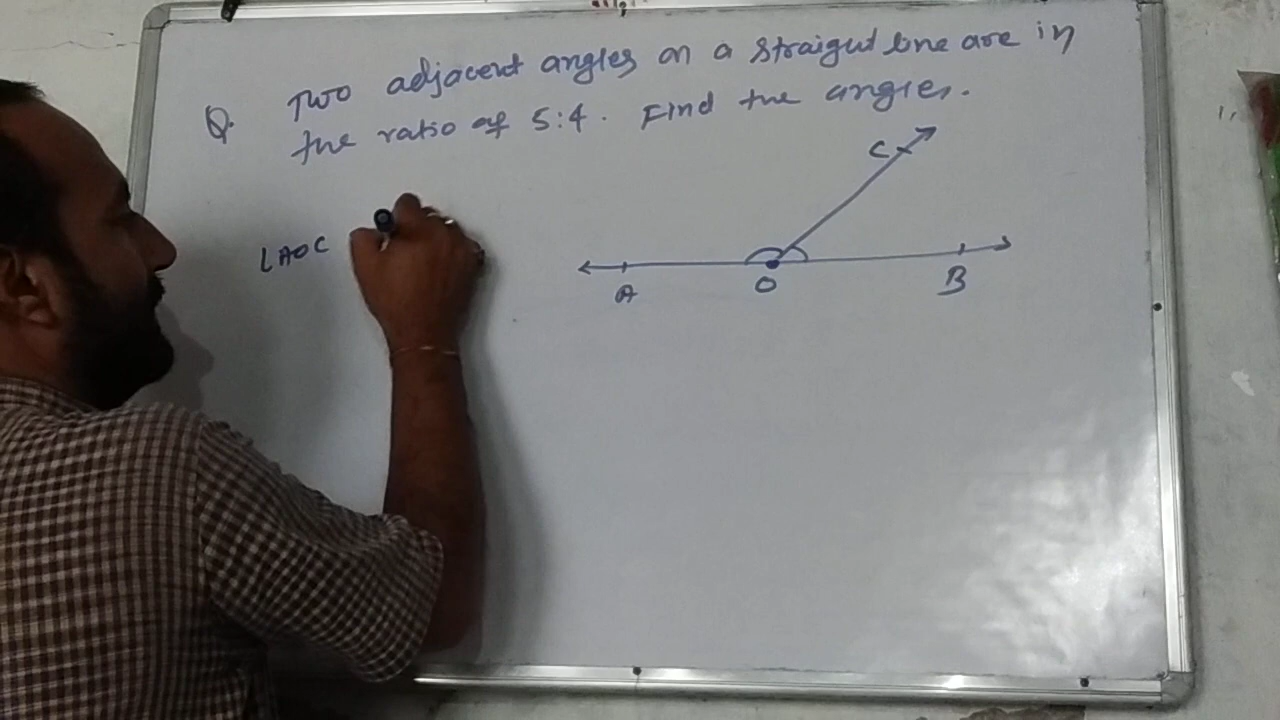 Q. Two adjacent angles on a straight line are in
the ratio of 5:4. Find the angles.
C
∠AOC
A O B